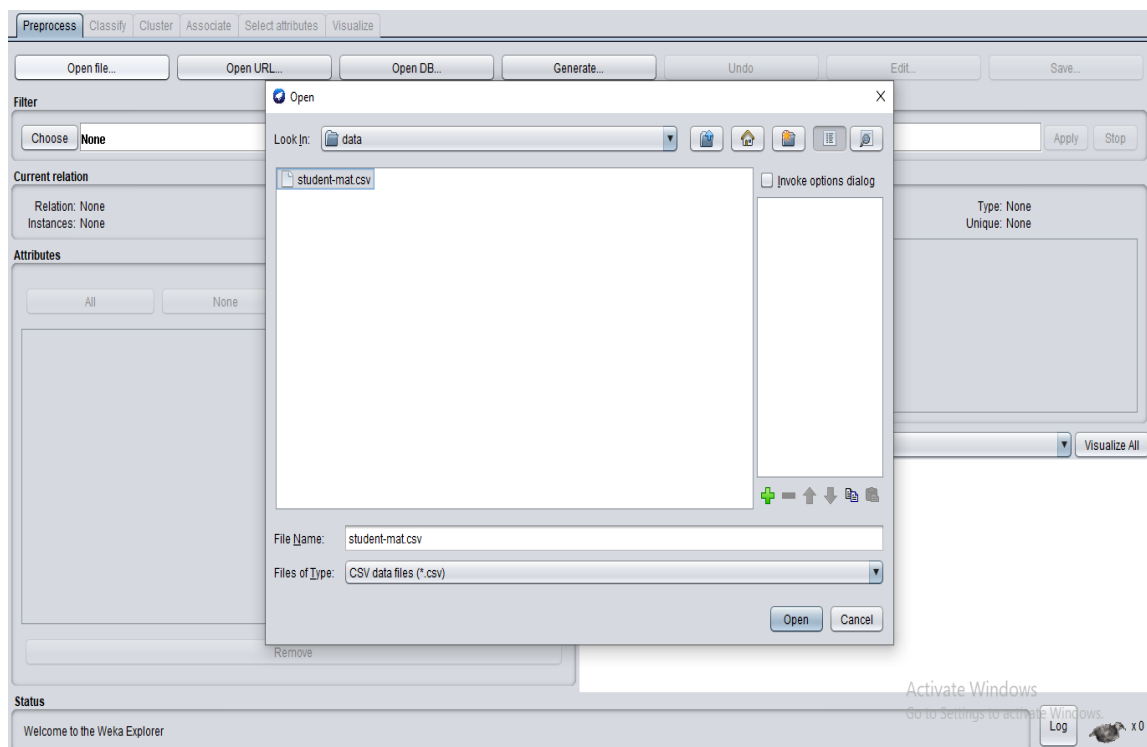 Preprocess Classify Cluster Associate Select attributes Visualize
Open file... Open URL... Open DB... Generate... Undo Edit... Save...
Open
Filter
Look In: data
Choose None Apply Stop
student-mat.csv
Invoke options dialog
Current relation
Relation: None
Instances: None
Type: None
Unique: None
Attributes
All None
Visualize All
File Name: student-mat.csv
Files of Type: CSV data files (*.csv)
Open Cancel
Remove
Activate Windows
Go to Settings to activate Windows.
Status
Welcome to the Weka Explorer
Log x 0